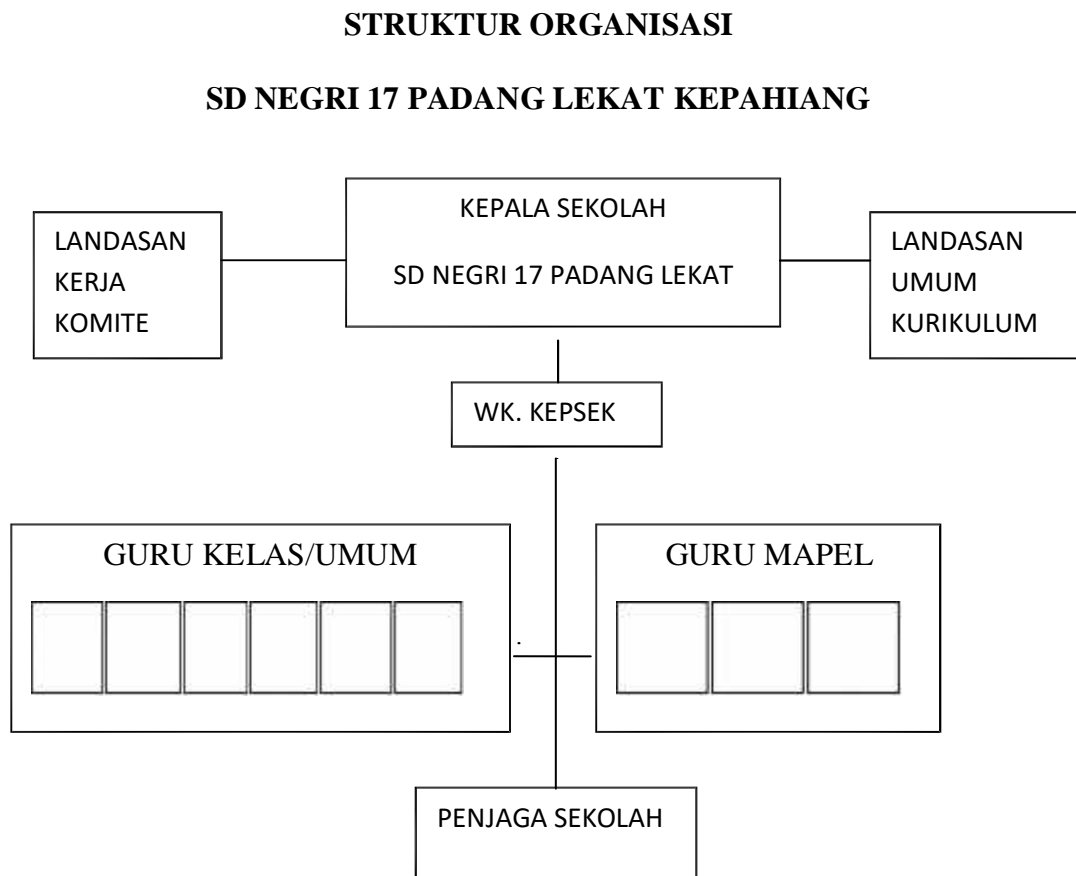 STRUKTUR ORGANISASI
SD NEGRI 17 PADANG LEKAT KEPAHIANG
KEPALA SEKOLAH
SD NEGRI 17 PADANG LEKAT
LANDASAN
KERJA
KOMITE
LANDASAN
UMUM
KURIKULUM
WK. KEPSEK
GURU KELAS/UMUM
GURU MAPEL
PENJAGA SEKOLAH